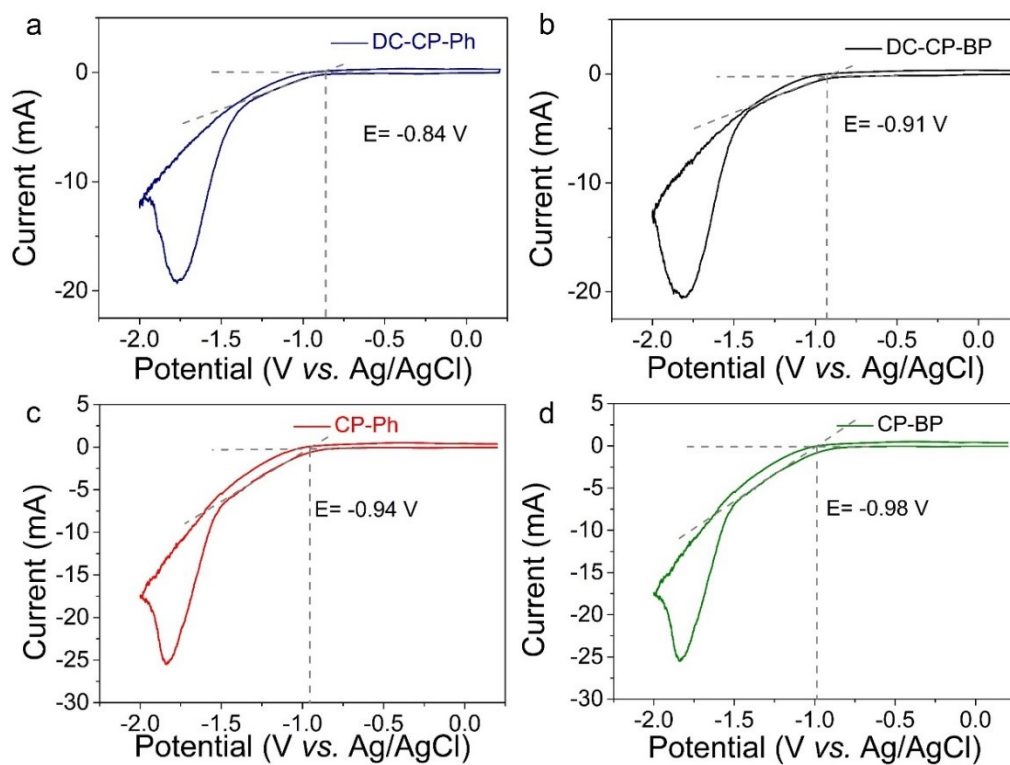 a
DC-CP-Ph
0
-10
-20
Current (mA)
E= -0.84 V
-2.0 -1.5 -1.0 -0.5 0.0
Potential (V vs. Ag/AgCl)
b
DC-CP-BP
0
-10
-20
Current (mA)
E= -0.91 V
-2.0 -1.5 -1.0 -0.5 0.0
Potential (V vs. Ag/AgCl)
c
CP-Ph
5
0
-5
-10
-15
-20
-25
-30
Current (mA)
E= -0.94 V
-2.0 -1.5 -1.0 -0.5 0.0
Potential (V vs. Ag/AgCl)
d
CP-BP
5
0
-5
-10
-15
-20
-25
-30
Current (mA)
E= -0.98 V
-2.0 -1.5 -1.0 -0.5 0.0
Potential (V vs. Ag/AgCl)